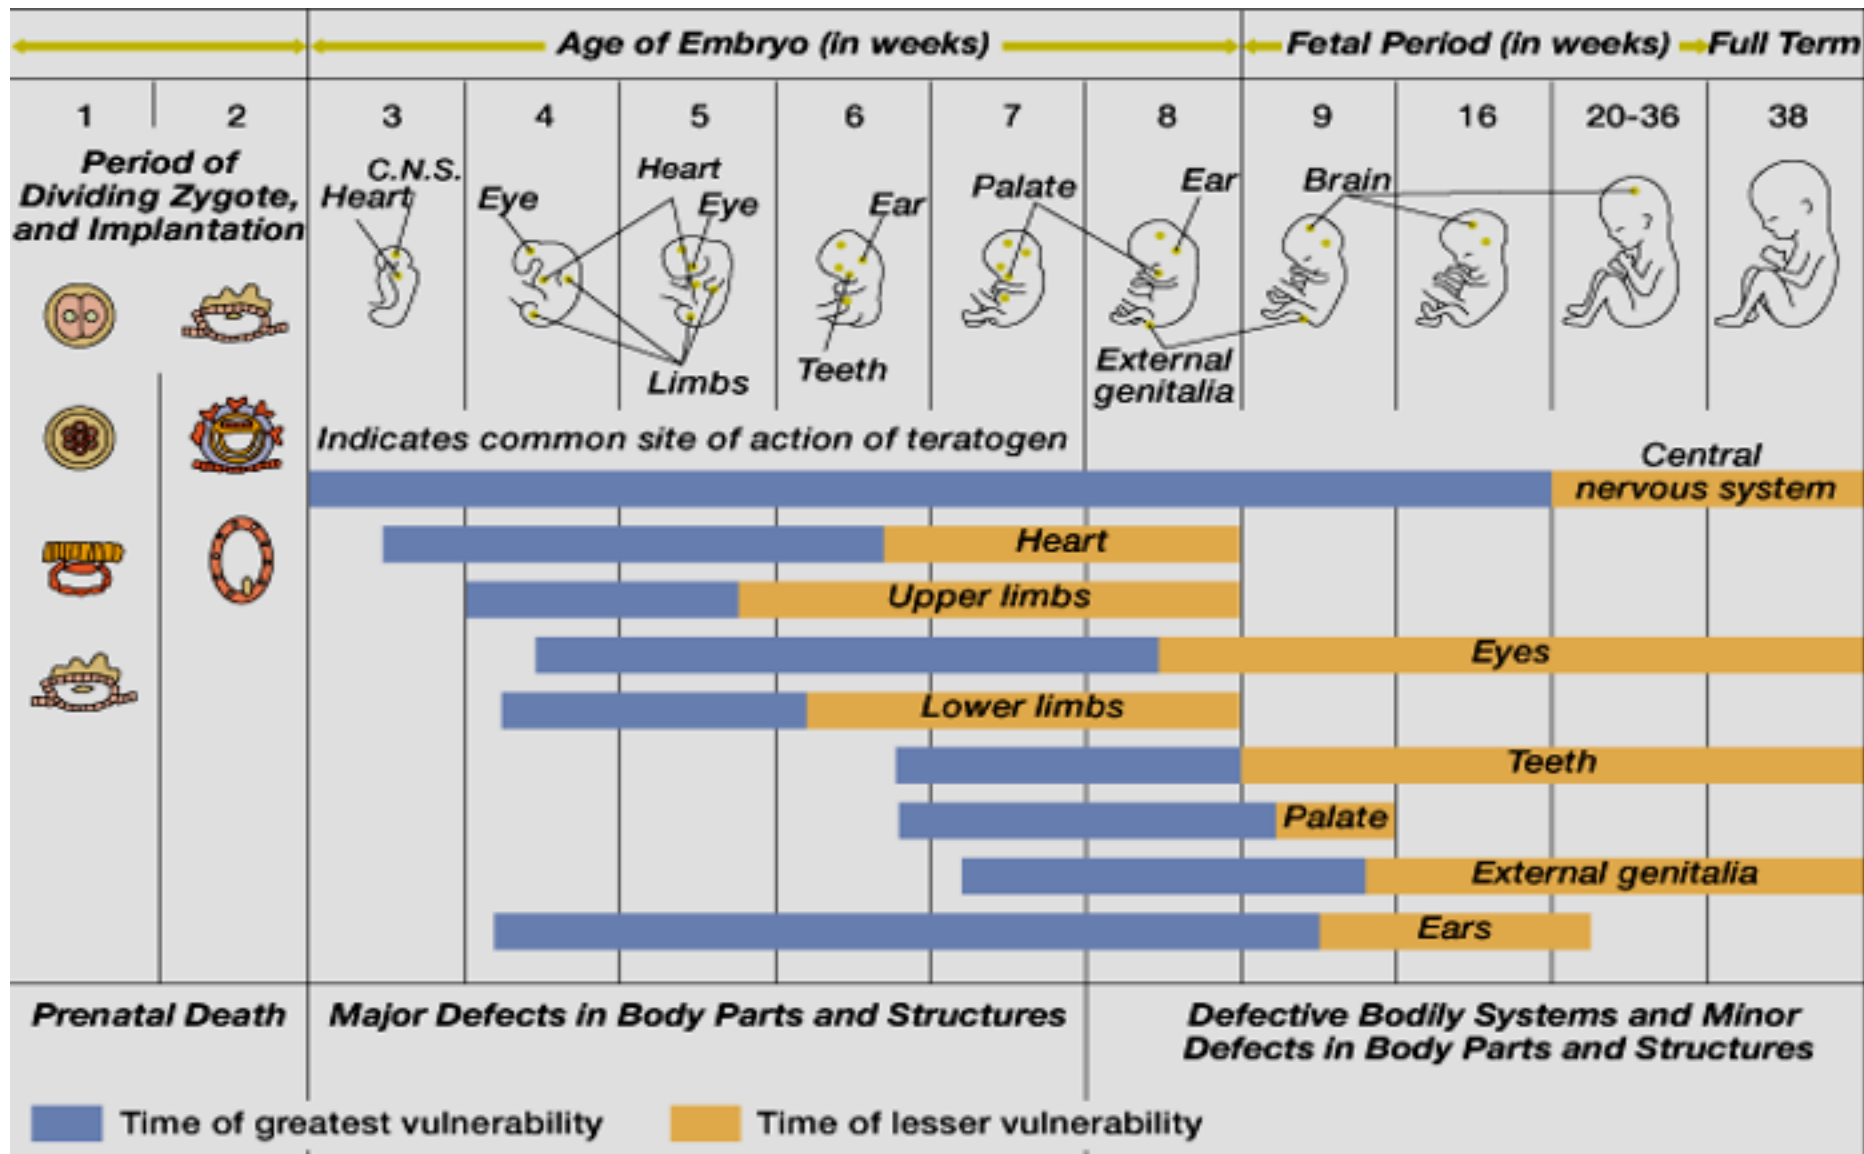 Age of Embryo (in weeks)
Fetal Period (in weeks)
Full Term
1
2
3
4
5
6
7
8
9
16
20-36
38
Period of
Dividing Zygote,
and Implantation
C.N.S.
Heart
Eye
Heart
Eye
Limbs
Ear
Teeth
Palate
Ear
External
genitalia
Brain
Indicates common site of action of teratogen
Central
nervous system
Heart
Upper limbs
Eyes
Lower limbs
Teeth
Palate
External genitalia
Ears
Prenatal Death
Major Defects in Body Parts and Structures
Defective Bodily Systems and Minor
Defects in Body Parts and Structures
Time of greatest vulnerability
Time of lesser vulnerability